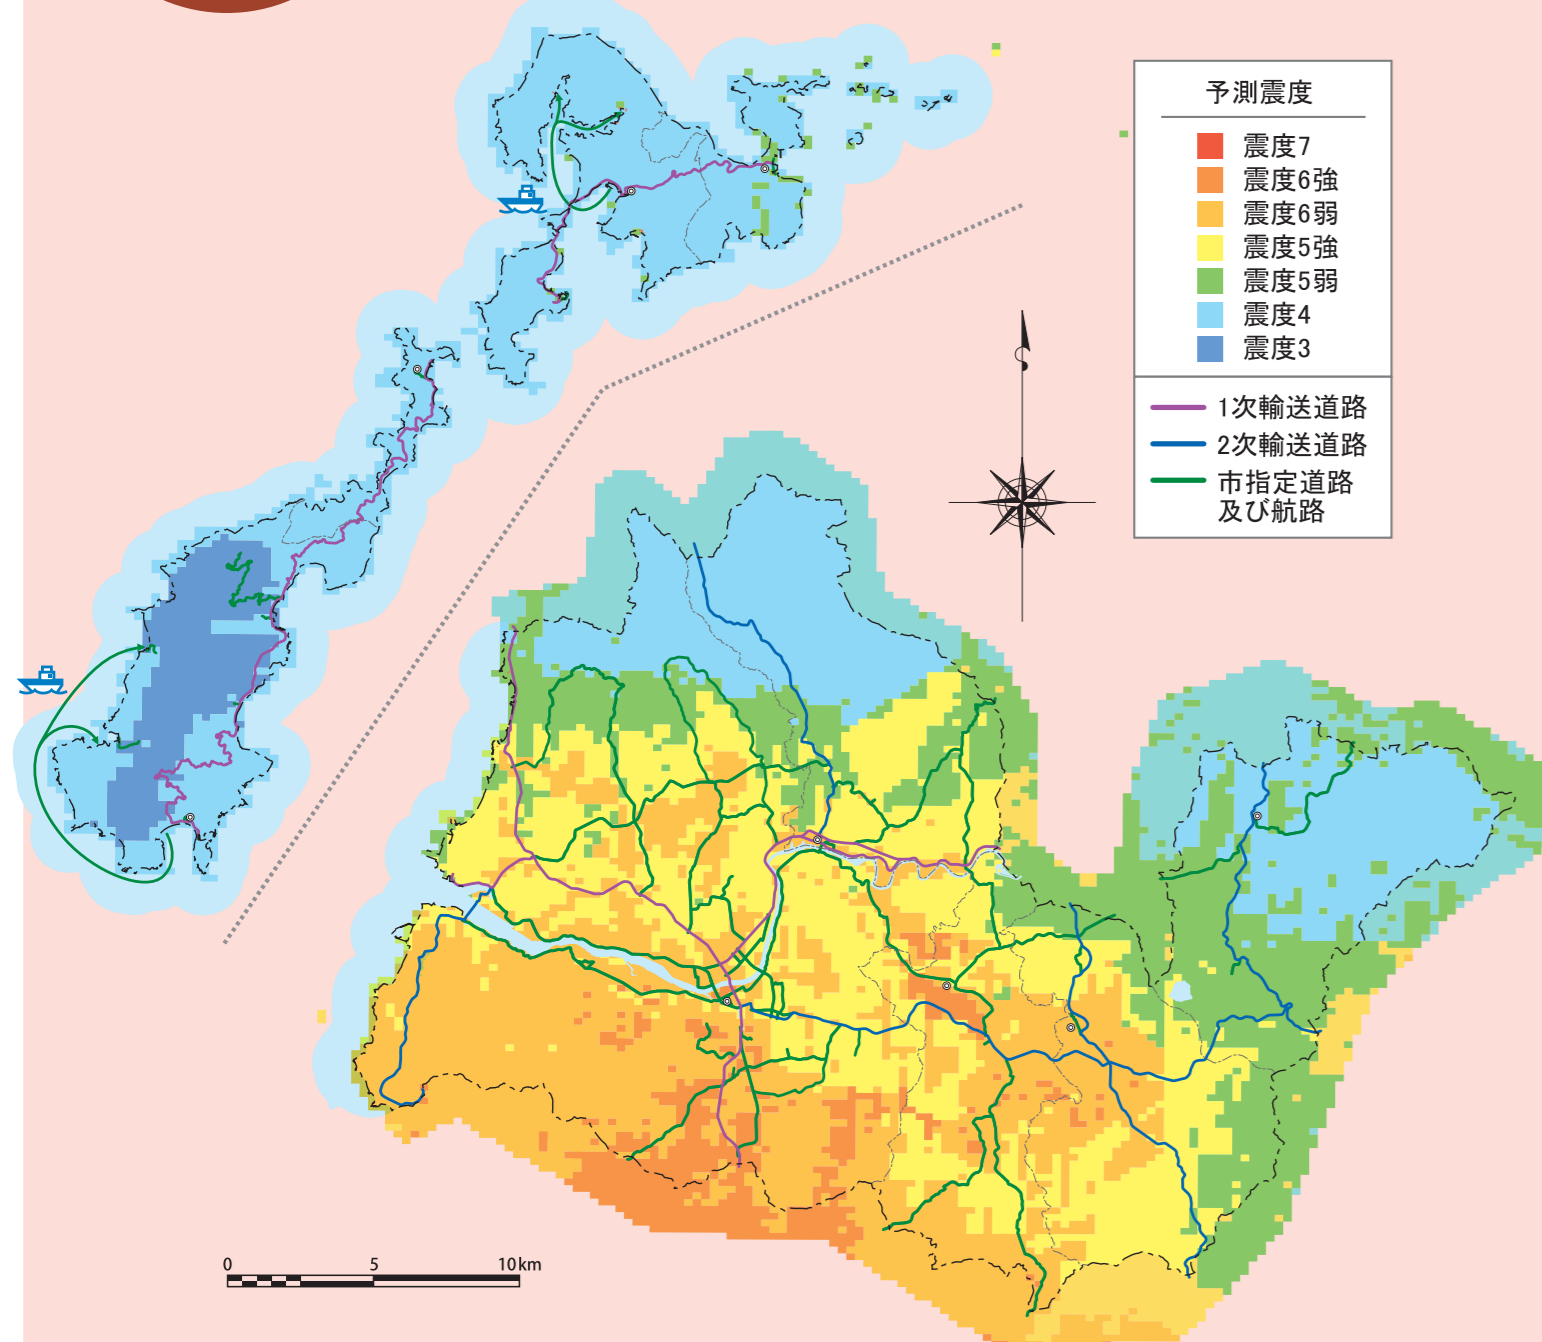 予測震度
震度7
震度6強
震度6弱
震度5強
震度5弱
震度4
震度3
1次輸送道路
2次輸送道路
市指定道路
及び航路
0 5 10km